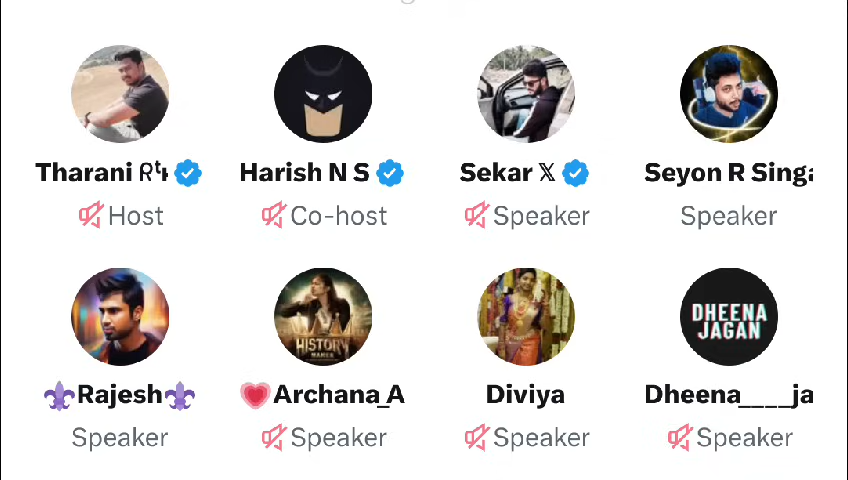 Tharani
Harish N S
Sekar 𝕏
Seyon R Singa
Host
Co-host
Speaker
Speaker
HISTORY
MAKER
DHEENA
JAGAN
⚜Rajesh⚜
💗Archana_A
Diviya
Dheena____ja
Speaker
Speaker
Speaker
Speaker